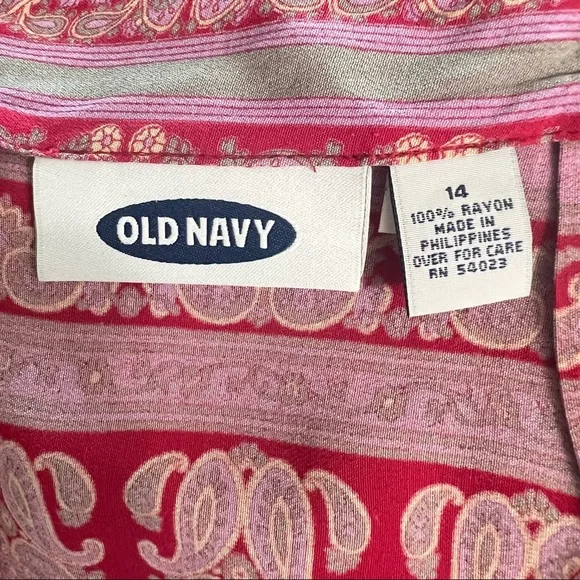 OLD NAVY
14
100% RAYON
MADE IN
PHILIPPINES
OVER FOR CARE
RN 54023